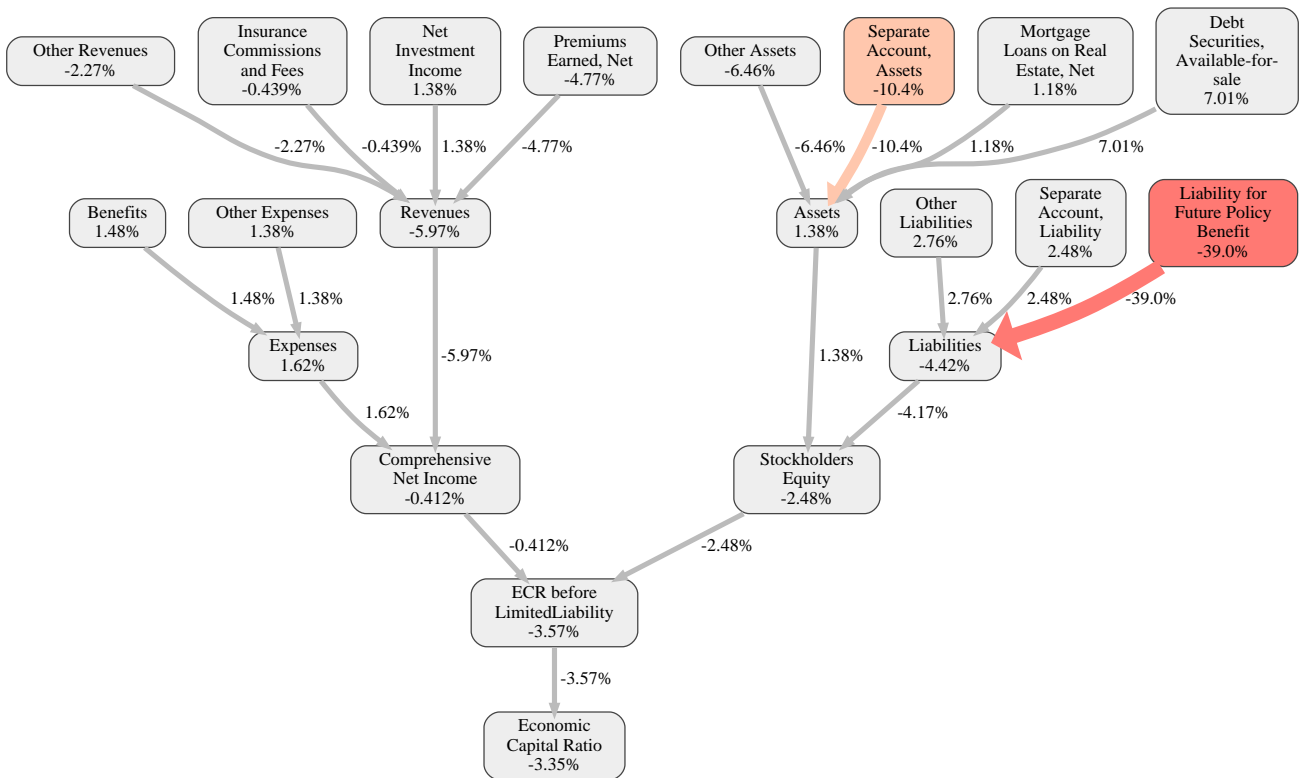 Other Revenues
-2.27%
Insurance
Commissions
and Fees
-0.439%
Net
Investment
Income
1.38%
Premiums
Earned, Net
-4.77%
Other Assets
-6.46%
Separate
Account,
Assets
-10.4%
Mortgage
Loans on Real
Estate, Net
1.18%
Debt
Securities,
Available-for-
sale
7.01%
-2.27%
-0.439%
1.38%
-4.77%
-6.46%
-10.4%
1.18%
7.01%
Benefits
1.48%
Other Expenses
1.38%
Revenues
-5.97%
Assets
1.38%
Other
Liabilities
2.76%
Separate
Account,
Liability
2.48%
Liability for
Future Policy
Benefit
-39.0%
1.48%
1.38%
2.76%
2.48%
-39.0%
Expenses
1.62%
-5.97%
1.38%
Liabilities
-4.42%
1.62%
-4.17%
Comprehensive
Net Income
-0.412%
Stockholders
Equity
-2.48%
-0.412%
-2.48%
ECR before
LimitedLiability
-3.57%
-3.57%
Economic
Capital Ratio
-3.35%